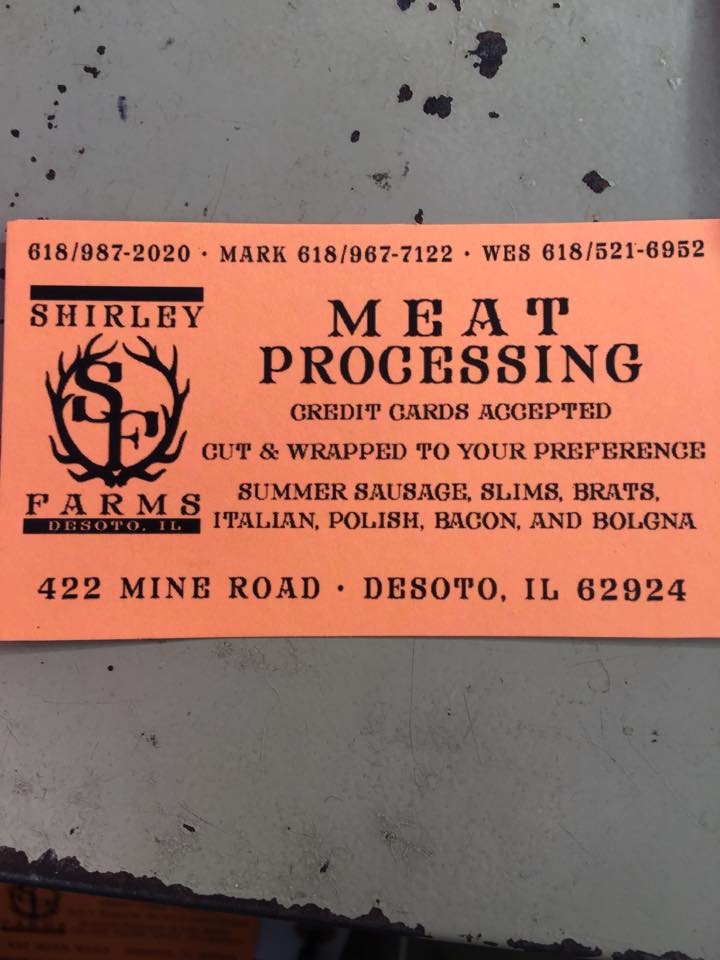 618/987-2020 · MARK 618/967-7122 · WES 618/521-6952
SHIRLEY
SF
FARMS
DESOTO, IL
MEAT
PROCESSING
CREDIT CARDS ACCEPTED
CUT & WRAPPED TO YOUR PREFERENCE
SUMMER SAUSAGE, SLIMS, BRATS,
ITALIAN, POLISH, BACON, AND BOLGNA
422 MINE ROAD · DESOTO, IL 62924